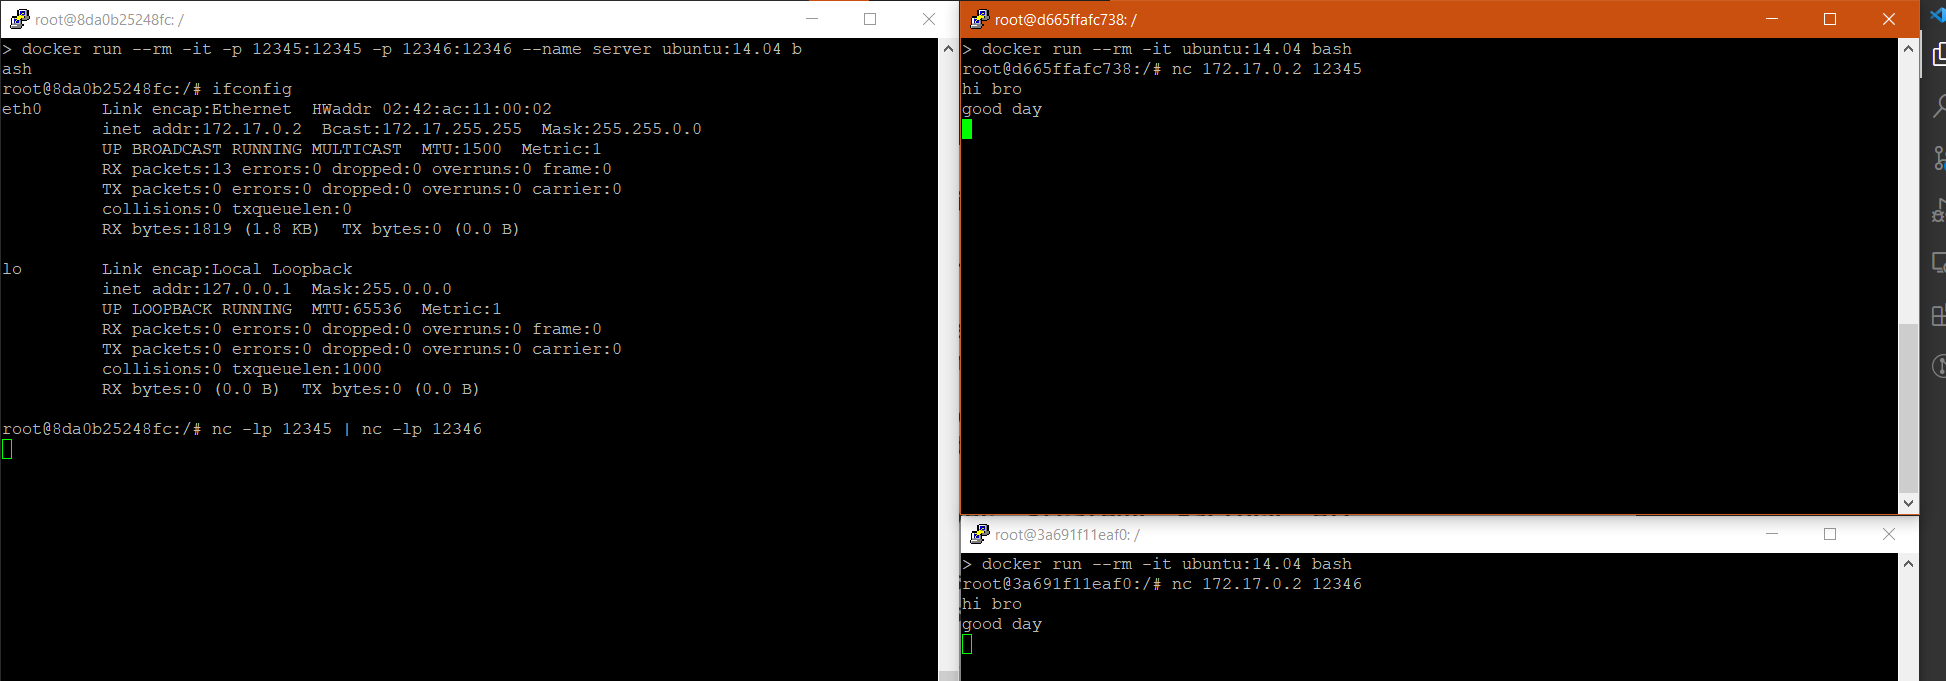 root@8da0b25248fc: /
> docker run --rm -it -p 12345:12345 -p 12346:12346 --name server ubuntu:14.04 b
ash
root@8da0b25248fc:/# ifconfig
eth0      Link encap:Ethernet  HWaddr 02:42:ac:11:00:02
          inet addr:172.17.0.2  Bcast:172.17.255.255  Mask:255.255.0.0
          UP BROADCAST RUNNING MULTICAST  MTU:1500  Metric:1
          RX packets:13 errors:0 dropped:0 overruns:0 frame:0
          TX packets:0 errors:0 dropped:0 overruns:0 carrier:0
          collisions:0 txqueuelen:0
          RX bytes:1819 (1.8 KB)  TX bytes:0 (0.0 B)
lo        Link encap:Local Loopback
          inet addr:127.0.0.1  Mask:255.0.0.0
          UP LOOPBACK RUNNING  MTU:65536  Metric:1
          RX packets:0 errors:0 dropped:0 overruns:0 frame:0
          TX packets:0 errors:0 dropped:0 overruns:0 carrier:0
          collisions:0 txqueuelen:1000
          RX bytes:0 (0.0 B)  TX bytes:0 (0.0 B)
root@8da0b25248fc:/# nc -lp 12345 | nc -lp 12346
root@d665ffafc738: /
> docker run --rm -it ubuntu:14.04 bash
root@d665ffafc738:/# nc 172.17.0.2 12345
hi bro
good day
root@3a691f11eaf0: /
> docker run --rm -it ubuntu:14.04 bash
root@3a691f11eaf0:/# nc 172.17.0.2 12346
hi bro
good day